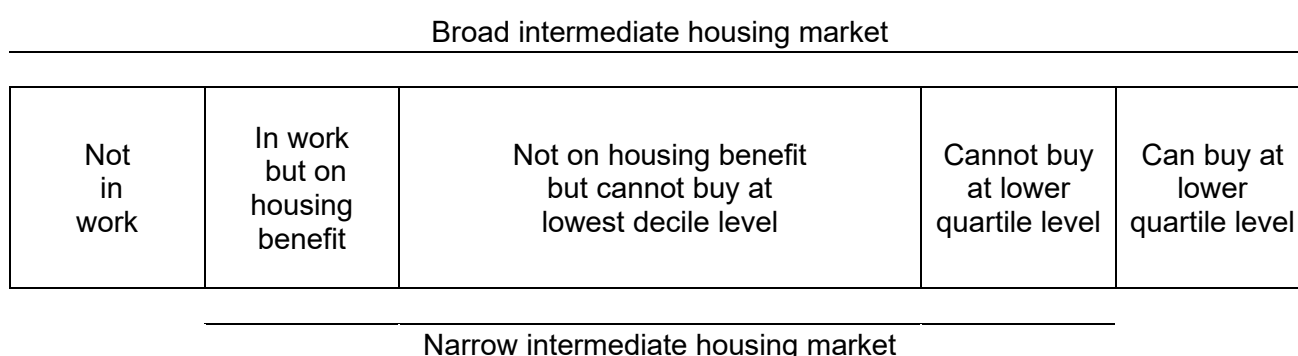 Broad intermediate housing market
Not
in
work
In work
but on
housing
benefit
Not on housing benefit
but cannot buy at
lowest decile level
Cannot buy
at lower
quartile level
Can buy at
lower
quartile level
Narrow intermediate housing market